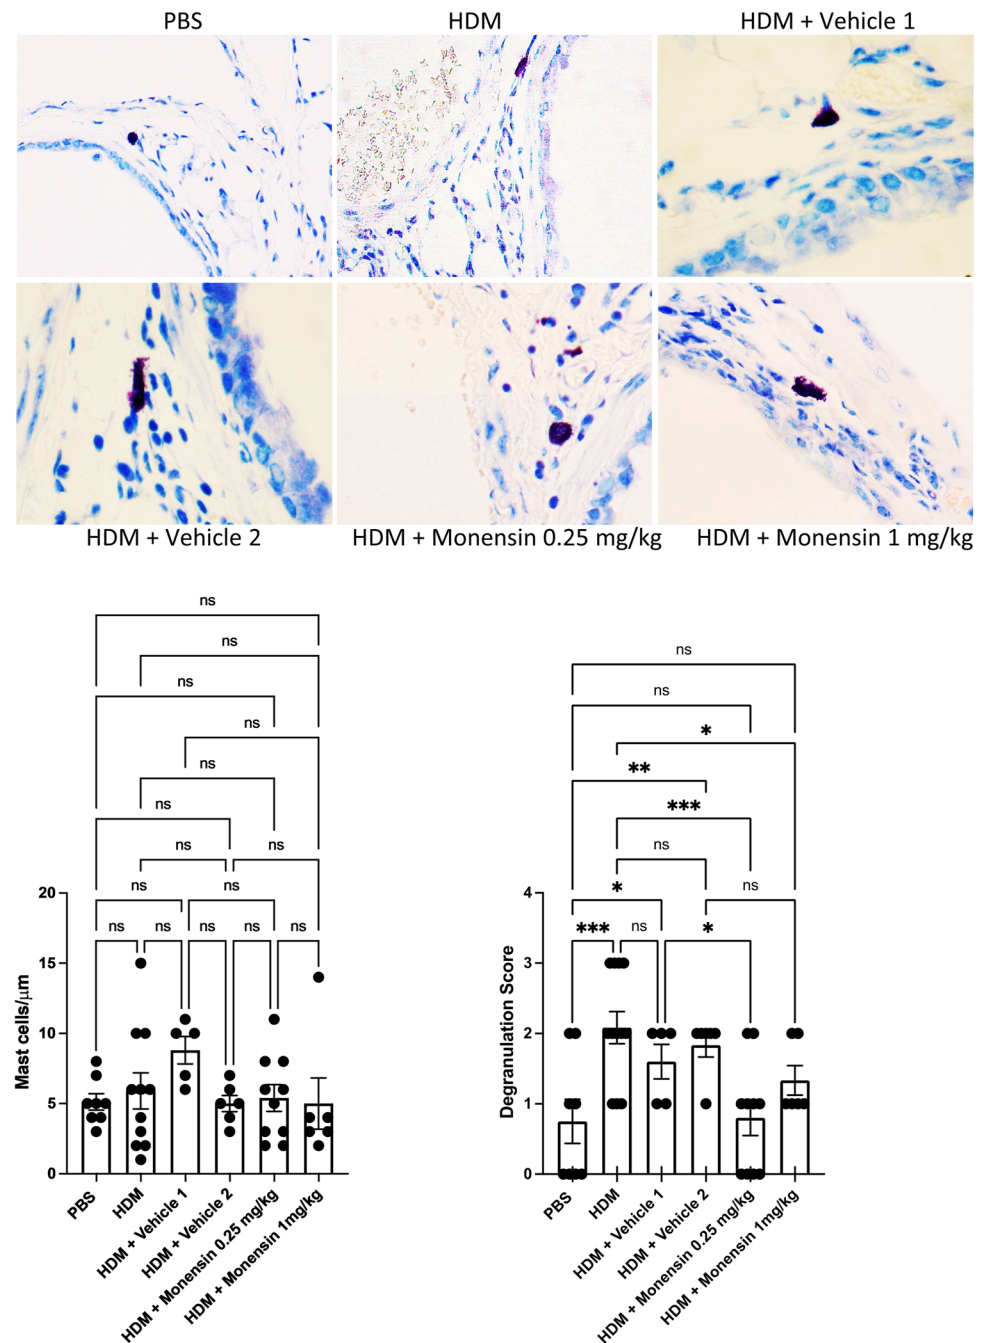 PBS HDM HDM + Vehicle 1
HDM + Vehicle 2 HDM + Monensin 0.25 mg/kg HDM + Monensin 1 mg/kg
ns
ns
ns
ns
ns
ns
ns ns
ns ns
ns ns ns ns ns
20
15
10
5
0
Mast cells/μm
PBS
HDM
HDM + Vehicle 1
HDM + Vehicle 2
HDM + Monensin 0.25 mg/kg
HDM + Monensin 1mg/kg
ns
ns
*
**
***
ns
* ns
*** ns *
4
3
2
1
0
Degranulation Score
PBS
HDM
HDM + Vehicle 1
HDM + Vehicle 2
HDM + Monensin 0.25 mg/kg
HDM + Monensin 1mg/kg